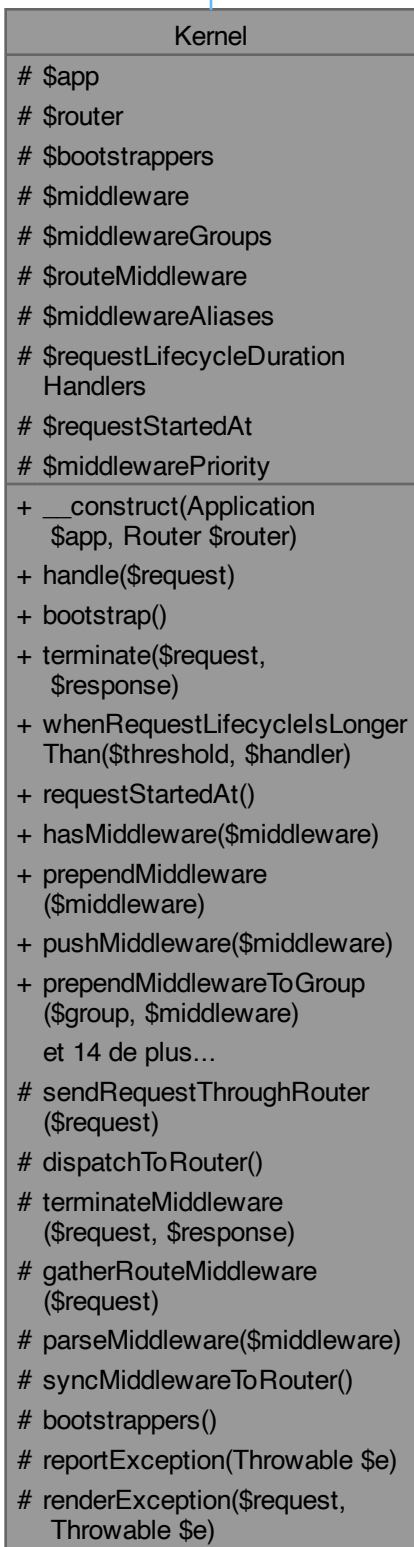 Kernel
# $app
# $router
# $bootstrappers
# $middleware
# $middlewareGroups
# $routeMiddleware
# $middlewareAliases
# $requestLifecycleDuration
Handlers
# $requestStartedAt
# $middlewarePriority
+ __construct(Application
$app, Router $router)
+ handle($request)
+ bootstrap()
+ terminate($request,
$response)
+ whenRequestLifecycleIsLonger
Than($threshold, $handler)
+ requestStartedAt()
+ hasMiddleware($middleware)
+ prependMiddleware
($middleware)
+ pushMiddleware($middleware)
+ prependMiddlewareToGroup
($group, $middleware)
et 14 de plus...
# sendRequestThroughRouter
($request)
# dispatchToRouter()
# terminateMiddleware
($request, $response)
# gatherRouteMiddleware
($request)
# parseMiddleware($middleware)
# syncMiddlewareToRouter()
# bootstrappers()
# reportException(Throwable $e)
# renderException($request,
Throwable $e)